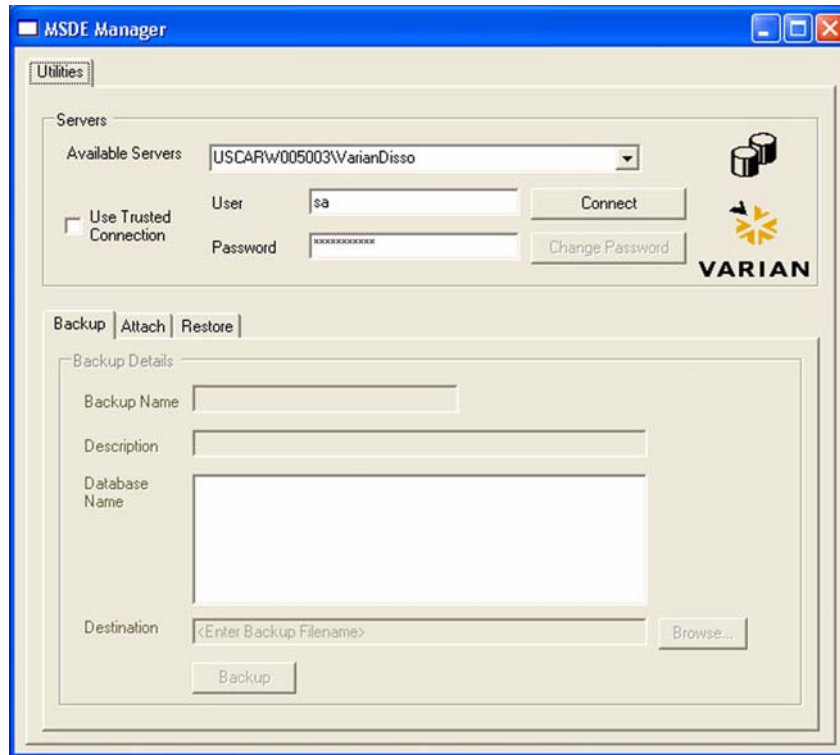 MSDE Manager
Utilities
Servers
Available Servers
USCARW005003\VarianDisso
Use Trusted
Connection
User
sa
Connect
Password
xxxxxxxxxxx
Change Password
VARIAN
Backup
Attach
Restore
Backup Details
Backup Name
Description
Database
Name
Destination
<Enter Backup Filename>
Browse...
Backup